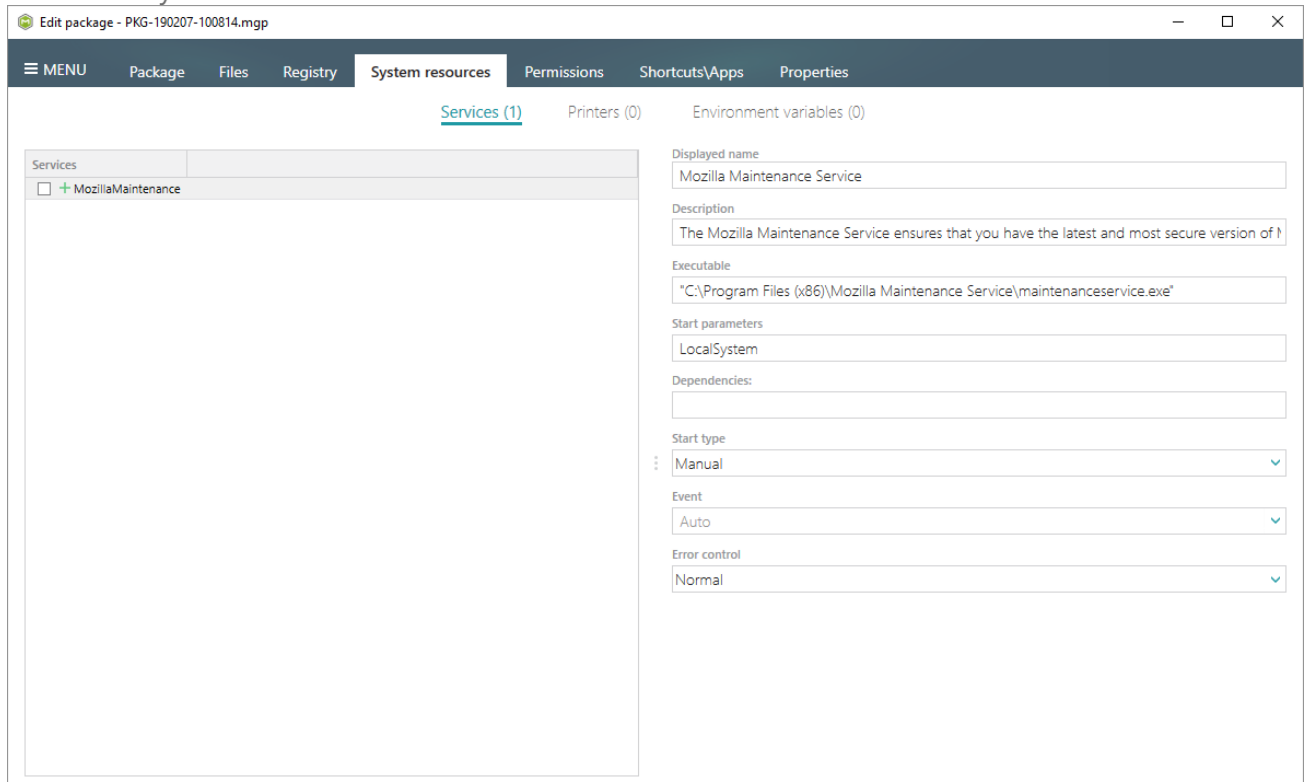 Edit package - PKG-190207-100814.mgp
MENU Package Files Registry System resources Permissions Shortcuts\Apps Properties
Services (1) Printers (0) Environment variables (0)
Services
MozillaMaintenance
Displayed name
Mozilla Maintenance Service
Description
The Mozilla Maintenance Service ensures that you have the latest and most secure version of
Executable
"C:\Program Files (x86)\Mozilla Maintenance Service\maintenanceservice.exe"
Start parameters
LocalSystem
Dependencies:
Start type
Manual
Event
Auto
Error control
Normal